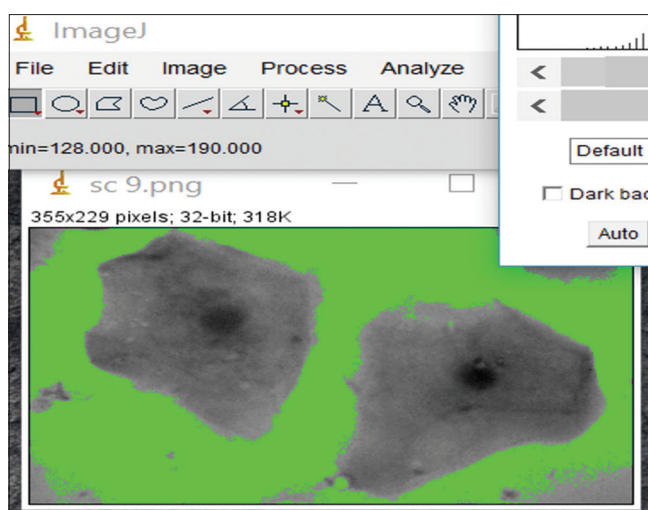 ImageJ
File Edit Image Process Analyze
A
min=128.000, max=190.000
Default
Dark bac
Auto
sc 9.png
355x229 pixels; 32-bit; 318K